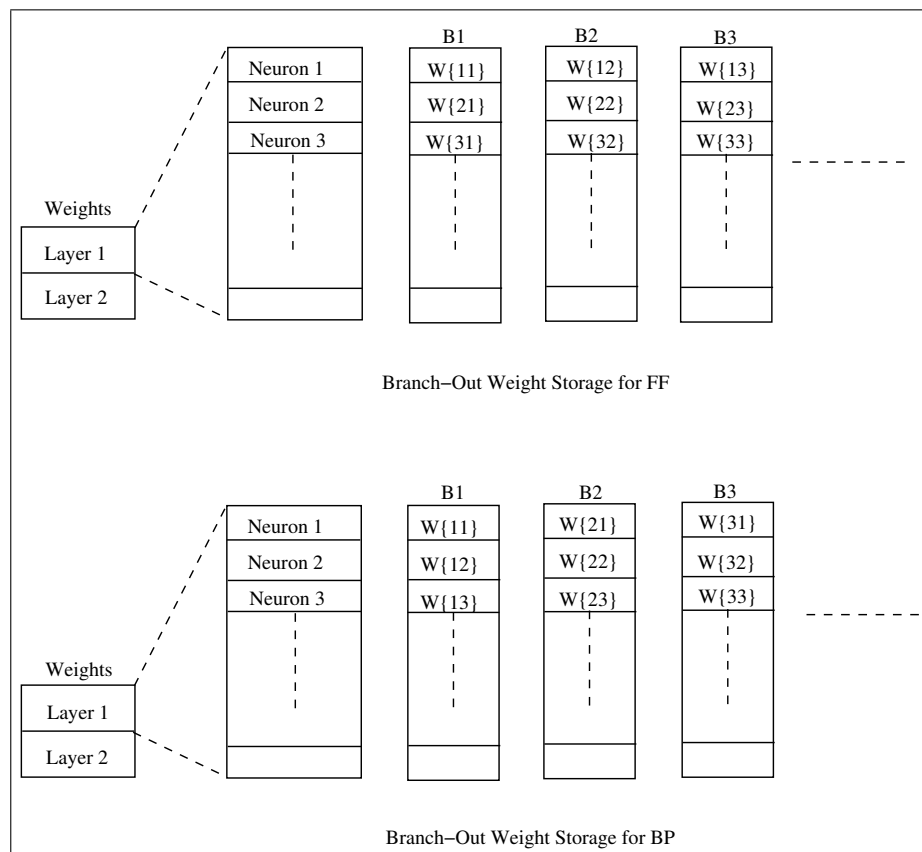 B1 B2 B3
Neuron 1 W{11} W{12} W{13}
Neuron 2 W{21} W{22} W{23}
Neuron 3 W{31} W{32} W{33}
Weights
Layer 1
Layer 2
Branch−Out Weight Storage for FF
B1 B2 B3
Neuron 1 W{11} W{21} W{31}
Neuron 2 W{12} W{22} W{32}
Neuron 3 W{13} W{23} W{33}
Weights
Layer 1
Layer 2
Branch−Out Weight Storage for BP